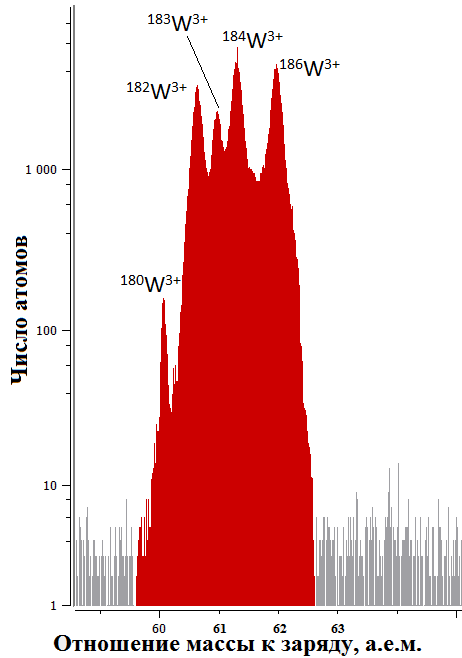 183W3+
184W3+
182W3+
186W3+
1 000
180W3+
100
10
1
Число атомов
60 61 62 63
Отношение массы к заряду, а.е.м.